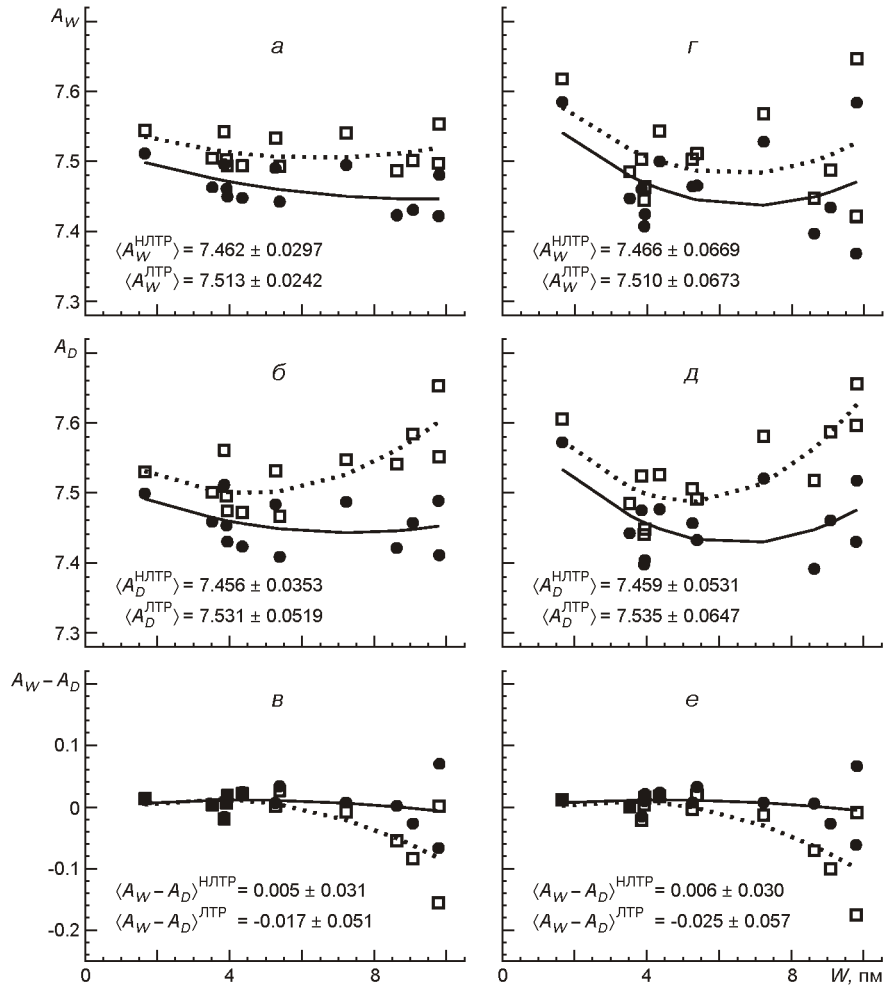 A_W
а
7.6
7.5
7.4
7.3
⟨A_W^НЛТР⟩ = 7.462 ± 0.0297
⟨A_W^ЛТР⟩ = 7.513 ± 0.0242
г
⟨A_W^НЛТР⟩ = 7.466 ± 0.0669
⟨A_W^ЛТР⟩ = 7.510 ± 0.0673
A_D
б
7.6
7.5
7.4
7.3
⟨A_D^НЛТР⟩ = 7.456 ± 0.0353
⟨A_D^ЛТР⟩ = 7.531 ± 0.0519
д
⟨A_D^НЛТР⟩ = 7.459 ± 0.0531
⟨A_D^ЛТР⟩ = 7.535 ± 0.0647
A_W – A_D
в
0.1
0
-0.1
-0.2
⟨A_W – A_D⟩^НЛТР = 0.005 ± 0.031
⟨A_W – A_D⟩^ЛТР = -0.017 ± 0.051
0 4 8
е
⟨A_W – A_D⟩^НЛТР = 0.006 ± 0.030
⟨A_W – A_D⟩^ЛТР = -0.025 ± 0.057
0 4 8 W, пм